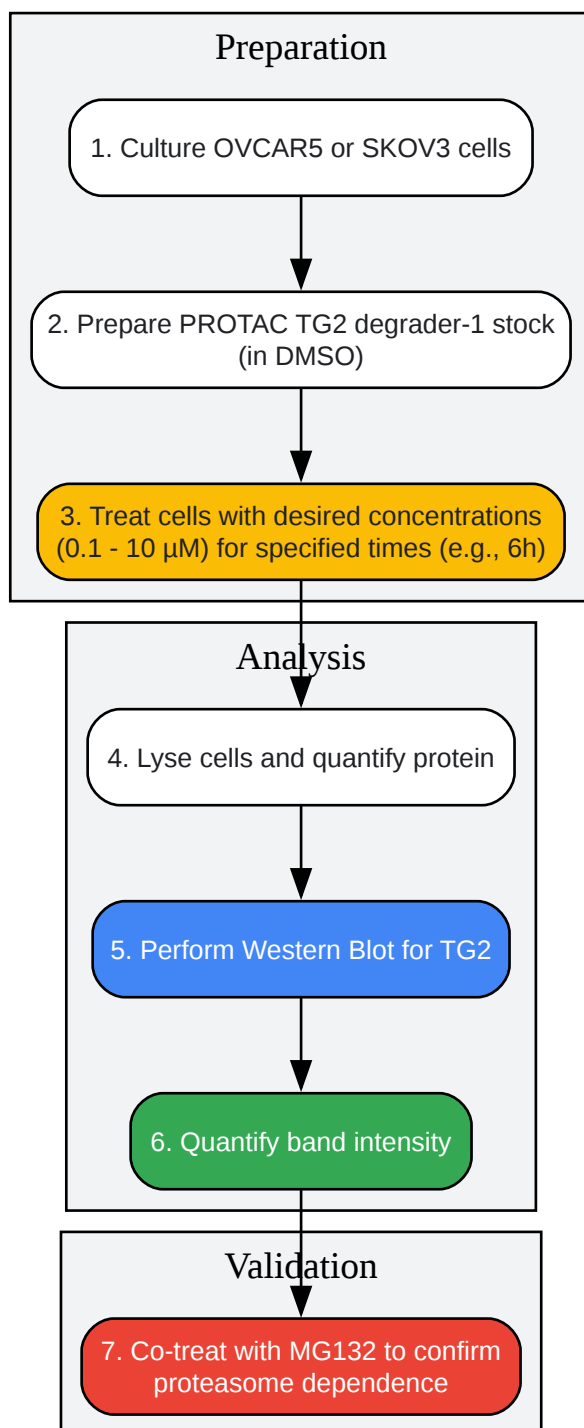 Preparation
1. Culture OVCAR5 or SKOV3 cells
2. Prepare PROTAC TG2 degrader-1 stock
(in DMSO)
3. Treat cells with desired concentrations
(0.1 - 10 µM) for specified times (e.g., 6h)
Analysis
4. Lyse cells and quantify protein
5. Perform Western Blot for TG2
6. Quantify band intensity
Validation
7. Co-treat with MG132 to confirm
proteasome dependence